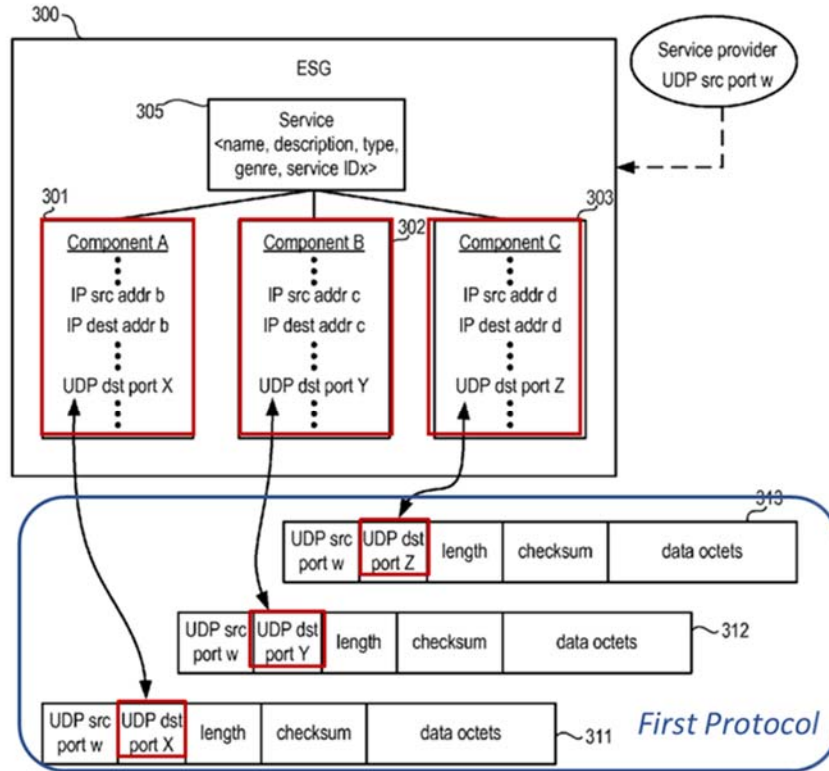 300
ESG
Service provider
UDP src port w
305
Service
<name, description, type,
genre, service IDx>
301
302
303
Component A
IP src addr b
IP dest addr b
UDP dst port X
Component B
IP src addr c
IP dest addr c
UDP dst port Y
Component C
IP src addr d
IP dest addr d
UDP dst port Z
313
UDP src
port w
UDP dst
port Z
length
checksum
data octets
UDP src
port w
UDP dst
port Y
length
checksum
data octets
312
UDP src
port w
UDP dst
port X
length
checksum
data octets
311
First Protocol